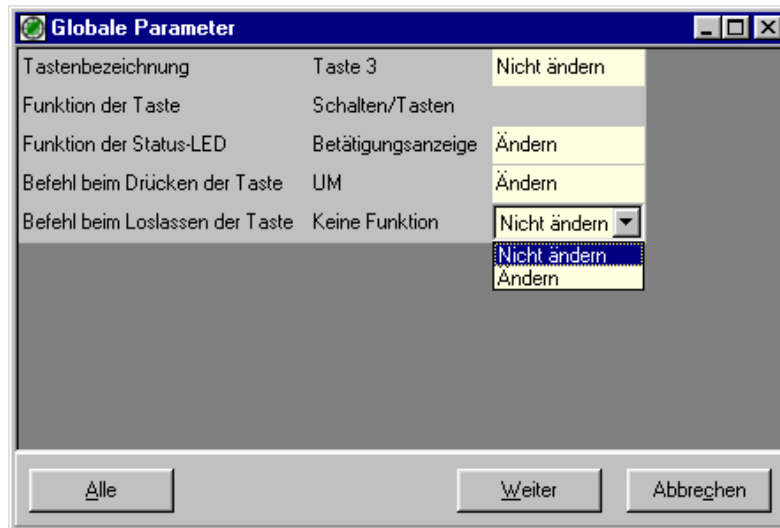 Globale Parameter
Tastenbezeichnung Taste 3 Nicht ändern
Funktion der Taste Schalten/Tasten
Funktion der Status-LED Betätigungsanzeige Ändern
Befehl beim Drücken der Taste UM Ändern
Befehl beim Loslassen der Taste Keine Funktion Nicht ändern
Nicht ändern
Ändern
Alle Weiter Abbrechen